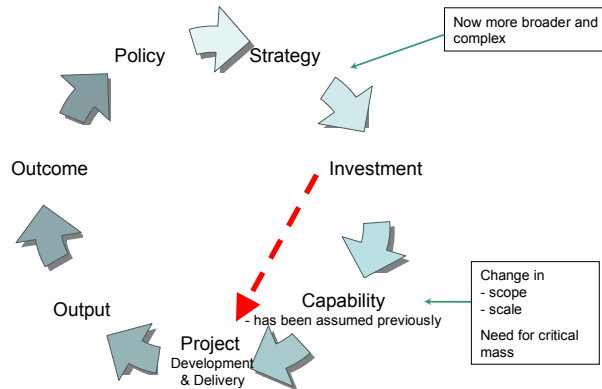 Now more broader and
complex
Policy
Strategy
Outcome
Investment
Change in
- scope
- scale
Need for critical
mass
Capability
- has been assumed previously
Output
Project
Development
& Delivery